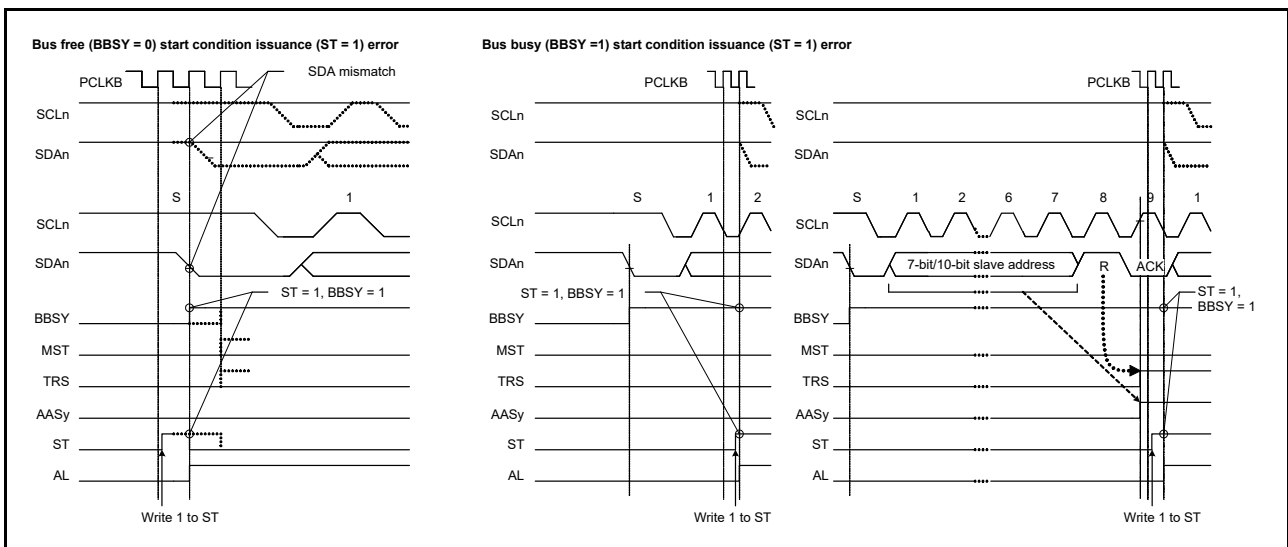 Bus free (BBSY = 0) start condition issuance (ST = 1) error
PCLKB
SDA mismatch
SCLn
SDAn
S 1
SCLn
SDAn
ST = 1, BBSY = 1
BBSY
MST
TRS
AASy
ST
AL
Write 1 to ST
Bus busy (BBSY =1) start condition issuance (ST = 1) error
PCLKB
SCLn
SDAn
S 1 2
SCLn
SDAn
ST = 1, BBSY = 1
BBSY
MST
TRS
AASy
ST
AL
Write 1 to ST
PCLKB
SCLn
SDAn
S 1 2 6 7 8 9 1
SCLn
SDAn
7-bit/10-bit slave address R ACK
ST = 1,
BBSY = 1
BBSY
MST
TRS
AASy
ST
AL
Write 1 to ST